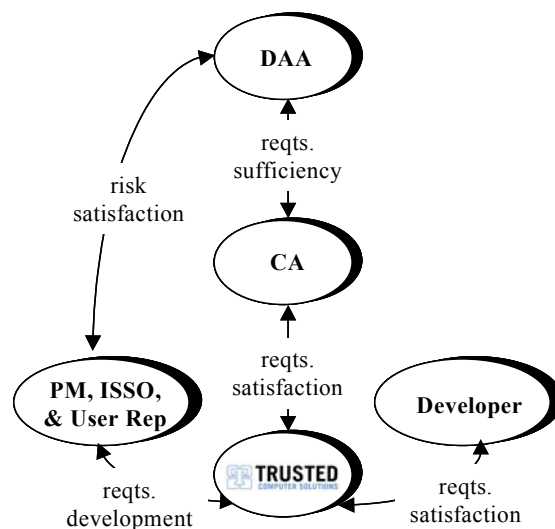 DAA
reqts.
sufficiency
risk
satisfaction
CA
reqts.
satisfaction
PM, ISSO,
& User Rep
Developer
TRUSTED
COMPUTER SOLUTIONS
reqts.
development
reqts.
satisfaction